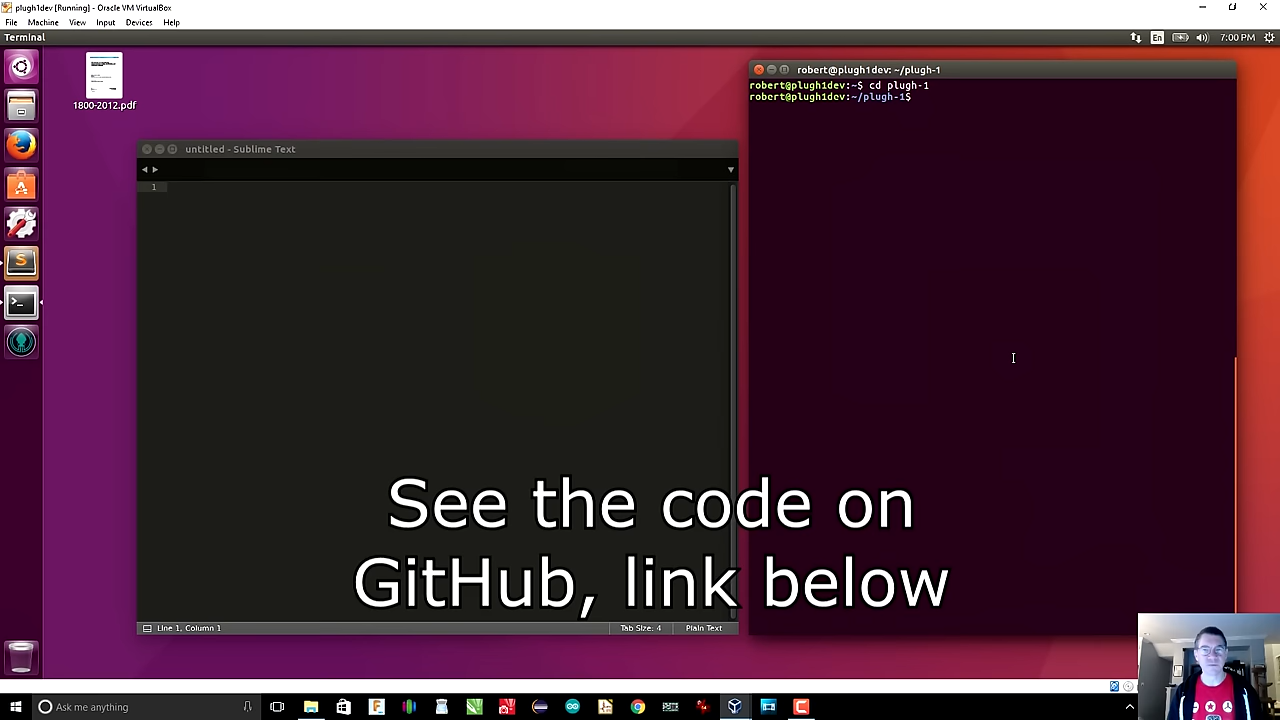 plugh1dev [Running] - Oracle VM VirtualBox
File Machine View Input Devices Help
Terminal
En
7:00 PM
1800-2012.pdf
robert@plugh1dev: ~/plugh-1
robert@plugh1dev:~$ cd plugh-1
robert@plugh1dev:~/plugh-1$
untitled - Sublime Text
1
See the code on
GitHub, link below
Line 1, Column 1
Tab Size: 4
Plain Text
Ask me anything